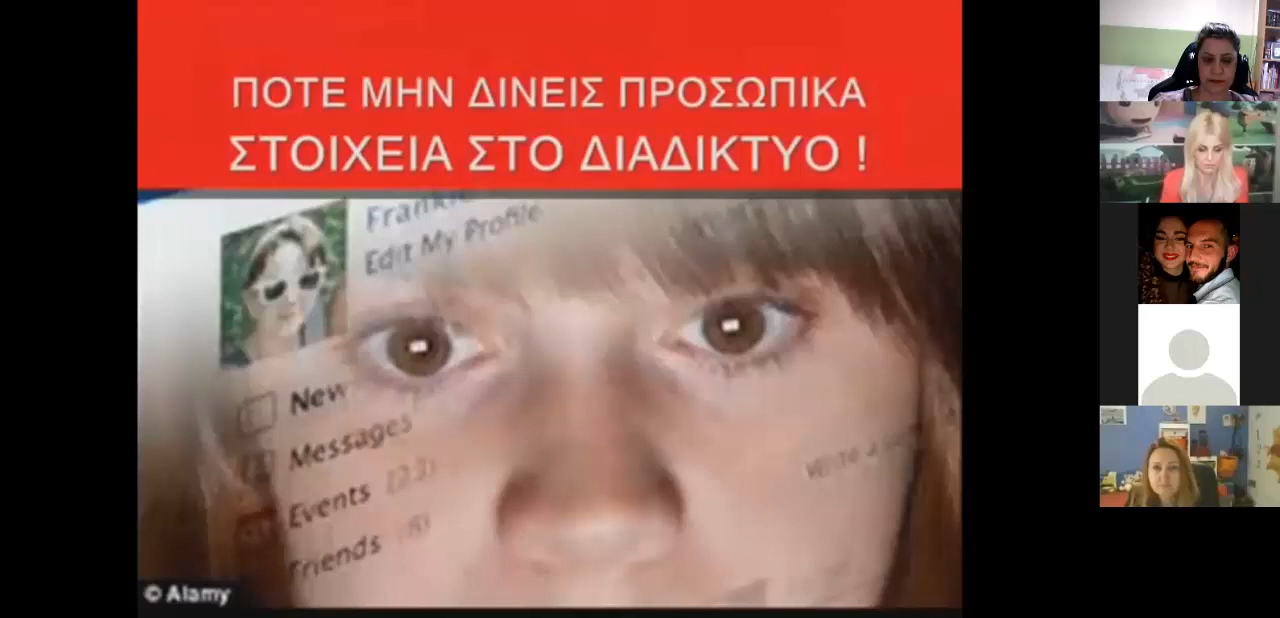 ΠΟΤΕ ΜΗΝ ΔΙΝΕΙΣ ΠΡΟΣΩΠΙΚΑ
ΣΤΟΙΧΕΙΑ ΣΤΟ ΔΙΑΔΙΚΤΥΟ !
Edit My Profile
New
Messages
Events
Friends
© Alamy